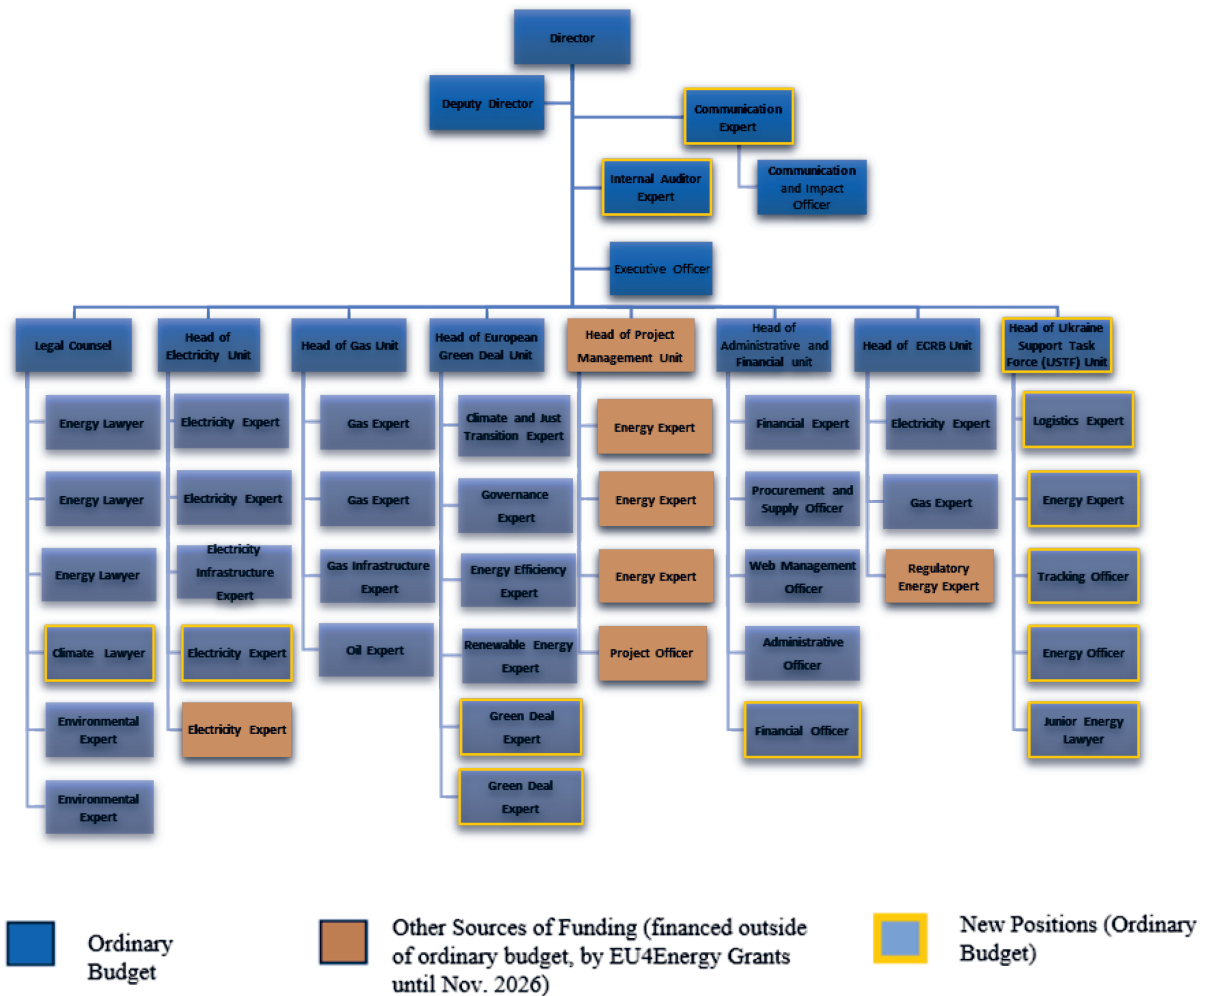 Director
Deputy Director
Communication
Expert
Internal Auditor
Expert
Communication
and Impact
Officer
Executive Officer
Legal Counsel
Head of
Electricity Unit
Head of Gas Unit
Head of European
Green Deal Unit
Head of Project
Management Unit
Head of
Administrative and
Financial unit
Head of ECRB Unit
Head of Ukraine
Support Task
Force (USTF) Unit
Energy Lawyer
Energy Lawyer
Energy Lawyer
Climate Lawyer
Environmental
Expert
Environmental
Expert
Electricity Expert
Electricity Expert
Electricity
Infrastructure
Expert
Electricity Expert
Electricity Expert
Gas Expert
Gas Expert
Gas Infrastructure
Expert
Oil Expert
Climate and Just
Transition Expert
Governance
Expert
Energy Efficiency
Expert
Renewable Energy
Expert
Green Deal
Expert
Green Deal
Expert
Energy Expert
Energy Expert
Energy Expert
Project Officer
Financial Expert
Procurement and
Supply Officer
Web Management
Officer
Administrative
Officer
Financial Officer
Electricity Expert
Gas Expert
Regulatory
Energy Expert
Logistics Expert
Energy Expert
Tracking Officer
Energy Officer
Junior Energy
Lawyer
Ordinary
Budget
Other Sources of Funding (financed outside
of ordinary budget, by EU4Energy Grants
until Nov. 2026)
New Positions (Ordinary
Budget)